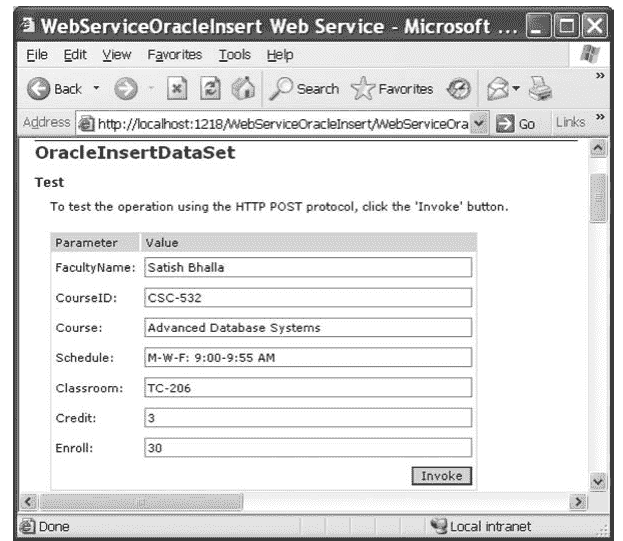 WebServiceOracleInsert Web Service - Microsoft ...
File Edit View Favorites Tools Help
Back Search Favorites »
Address http://localhost:1218/WebServiceOracleInsert/WebServiceOra Go Links »
OracleInsertDataSet
Test
To test the operation using the HTTP POST protocol, click the 'Invoke' button.
Parameter Value
FacultyName: Satish Bhalla
CourseID: CSC-532
Course: Advanced Database Systems
Schedule: M-W-F: 9:00-9:55 AM
Classroom: TC-206
Credit: 3
Enroll: 30
Invoke
Done Local intranet